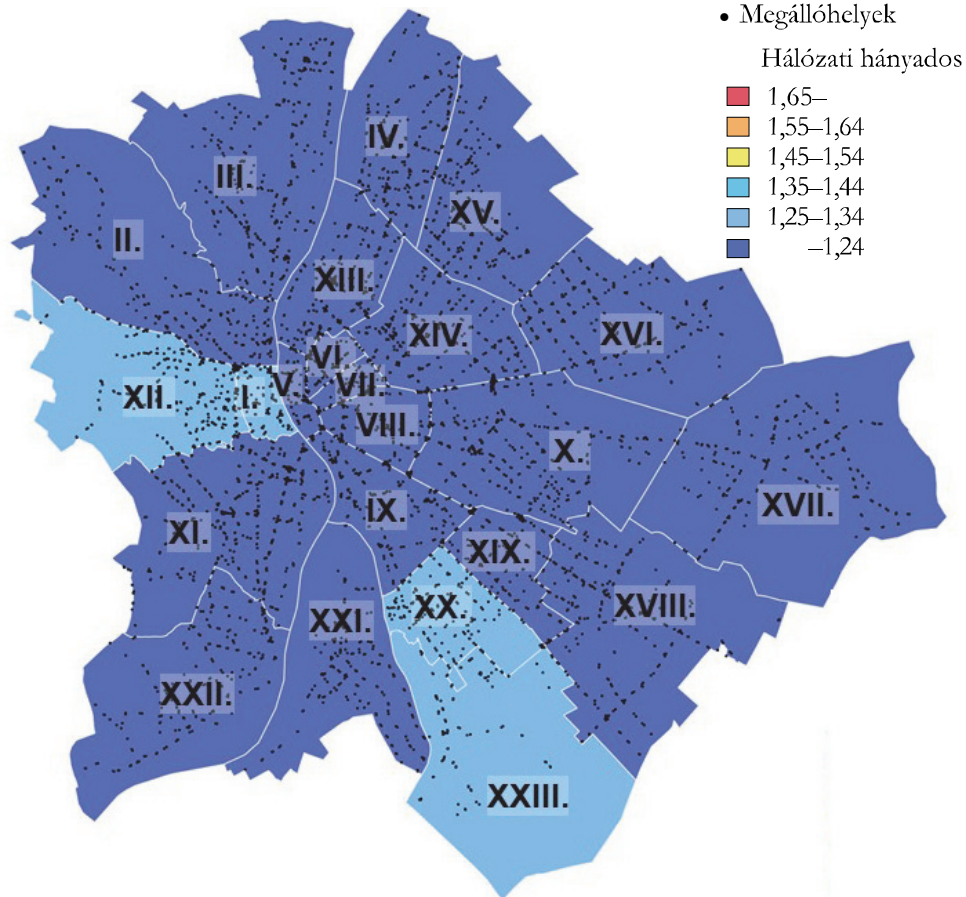 • Megállóhelyek
Hálózati hányados
1,65–
1,55–1,64
1,45–1,54
1,35–1,44
1,25–1,34
–1,24
IV.
III.
XV.
II.
XIII.
XIV.
XVI.
VI.
XII.
I.
V.
VII.
VIII.
X.
XVII.
IX.
XI.
XIX.
XX.
XVIII.
XXI.
XXII.
XXIII.